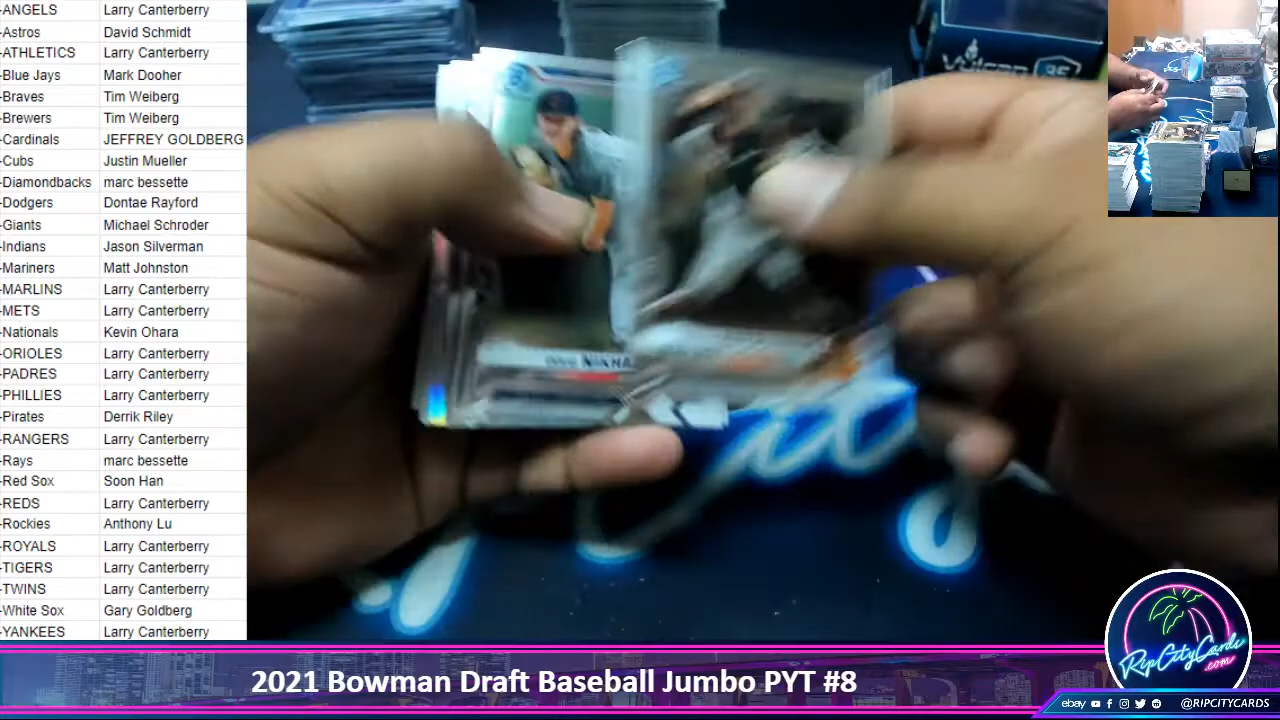 -ANGELS Larry Canterberry
-Astros David Schmidt
-ATHLETICS Larry Canterberry
-Blue Jays Mark Dooher
-Braves Tim Weiberg
-Brewers Tim Weiberg
-Cardinals JEFFREY GOLDBERG
-Cubs Justin Mueller
-Diamondbacks marc bessette
-Dodgers Dontae Rayford
-Giants Michael Schroder
-Indians Jason Silverman
-Mariners Matt Johnston
-MARLINS Larry Canterberry
-METS Larry Canterberry
-Nationals Kevin Ohara
-ORIOLES Larry Canterberry
-PADRES Larry Canterberry
-PHILLIES Larry Canterberry
-Pirates Derrik Riley
-RANGERS Larry Canterberry
-Rays marc bessette
-Red Sox Soon Han
-REDS Larry Canterberry
-Rockies Anthony Lu
-ROYALS Larry Canterberry
-TIGERS Larry Canterberry
-TWINS Larry Canterberry
-White Sox Gary Goldberg
-YANKEES Larry Canterberry
Vulcan 35
NIKHA
RipCityCards
.com
2021 Bowman Draft Baseball Jumbo PYT #8
ebay @RIPCITYCARDS